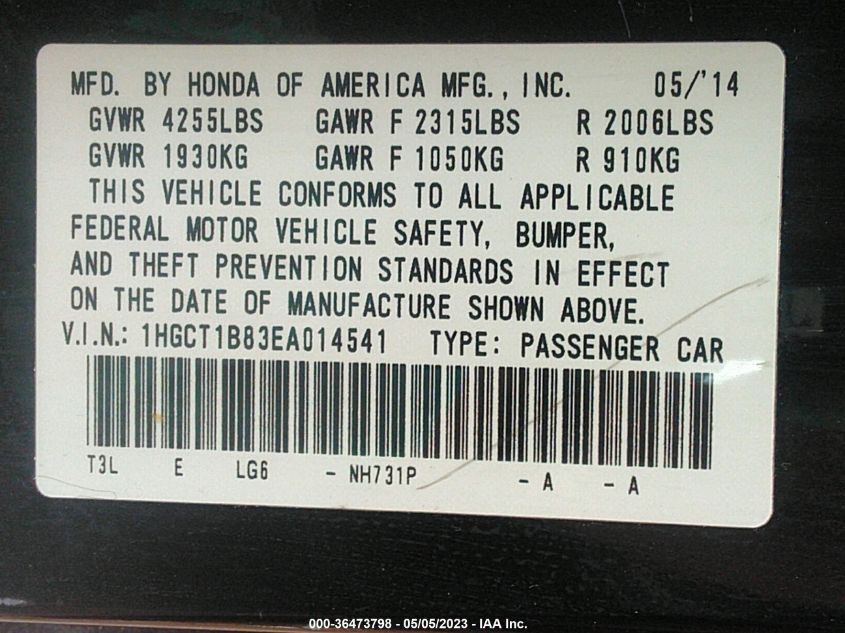 MFD. BY HONDA OF AMERICA MFG., INC. 05/'14
GVWR 4255LBS GAWR F 2315LBS R 2006LBS
GVWR 1930KG GAWR F 1050KG R 910KG
THIS VEHICLE CONFORMS TO ALL APPLICABLE
FEDERAL MOTOR VEHICLE SAFETY, BUMPER,
AND THEFT PREVENTION STANDARDS IN EFFECT
ON THE DATE OF MANUFACTURE SHOWN ABOVE.
V.I.N.: 1HGCT1B83EA014541 TYPE: PASSENGER CAR
T3L E LG6 - NH731P - A - A
000-36473798 - 05/05/2023 - IAA Inc.